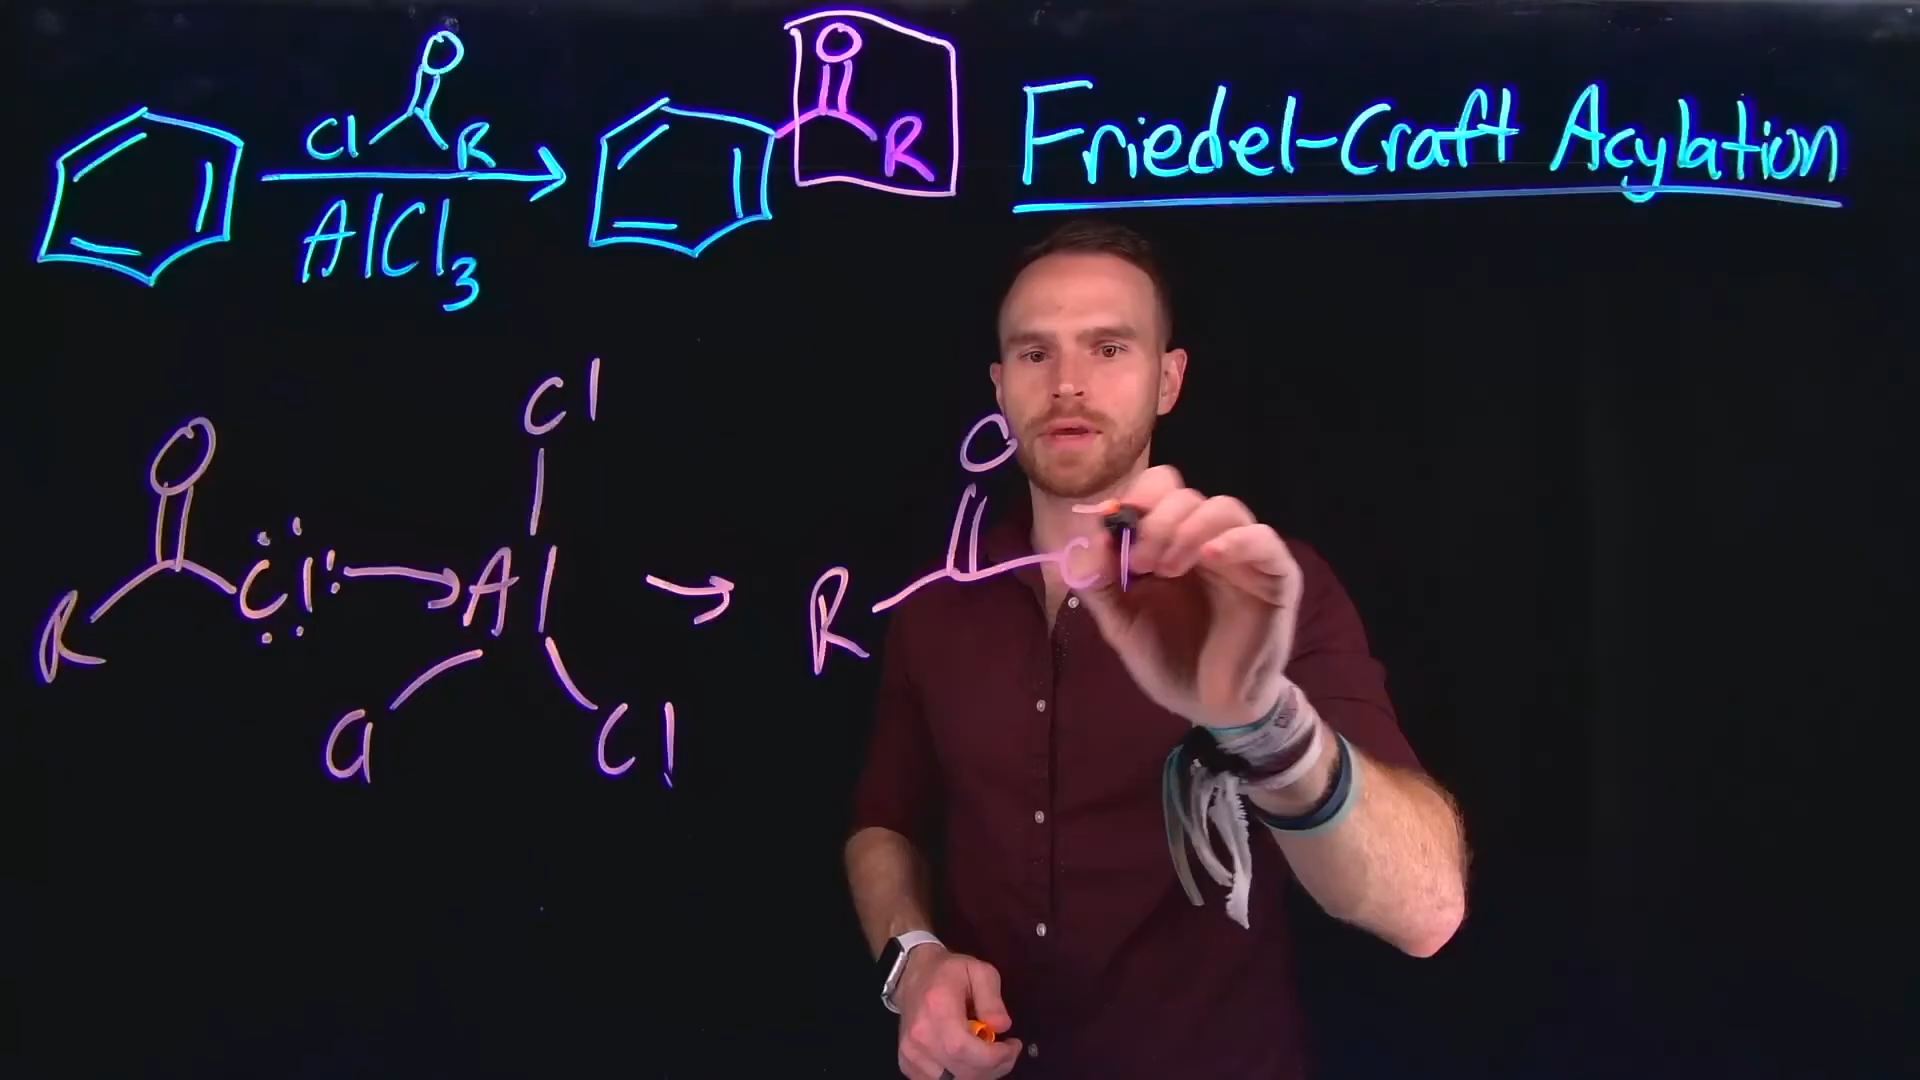 O
Cl R
AlCl3
O
R
Friedel-Craft Acylation
O
R Cl
Cl
Al
Cl
Cl
O
R Cl